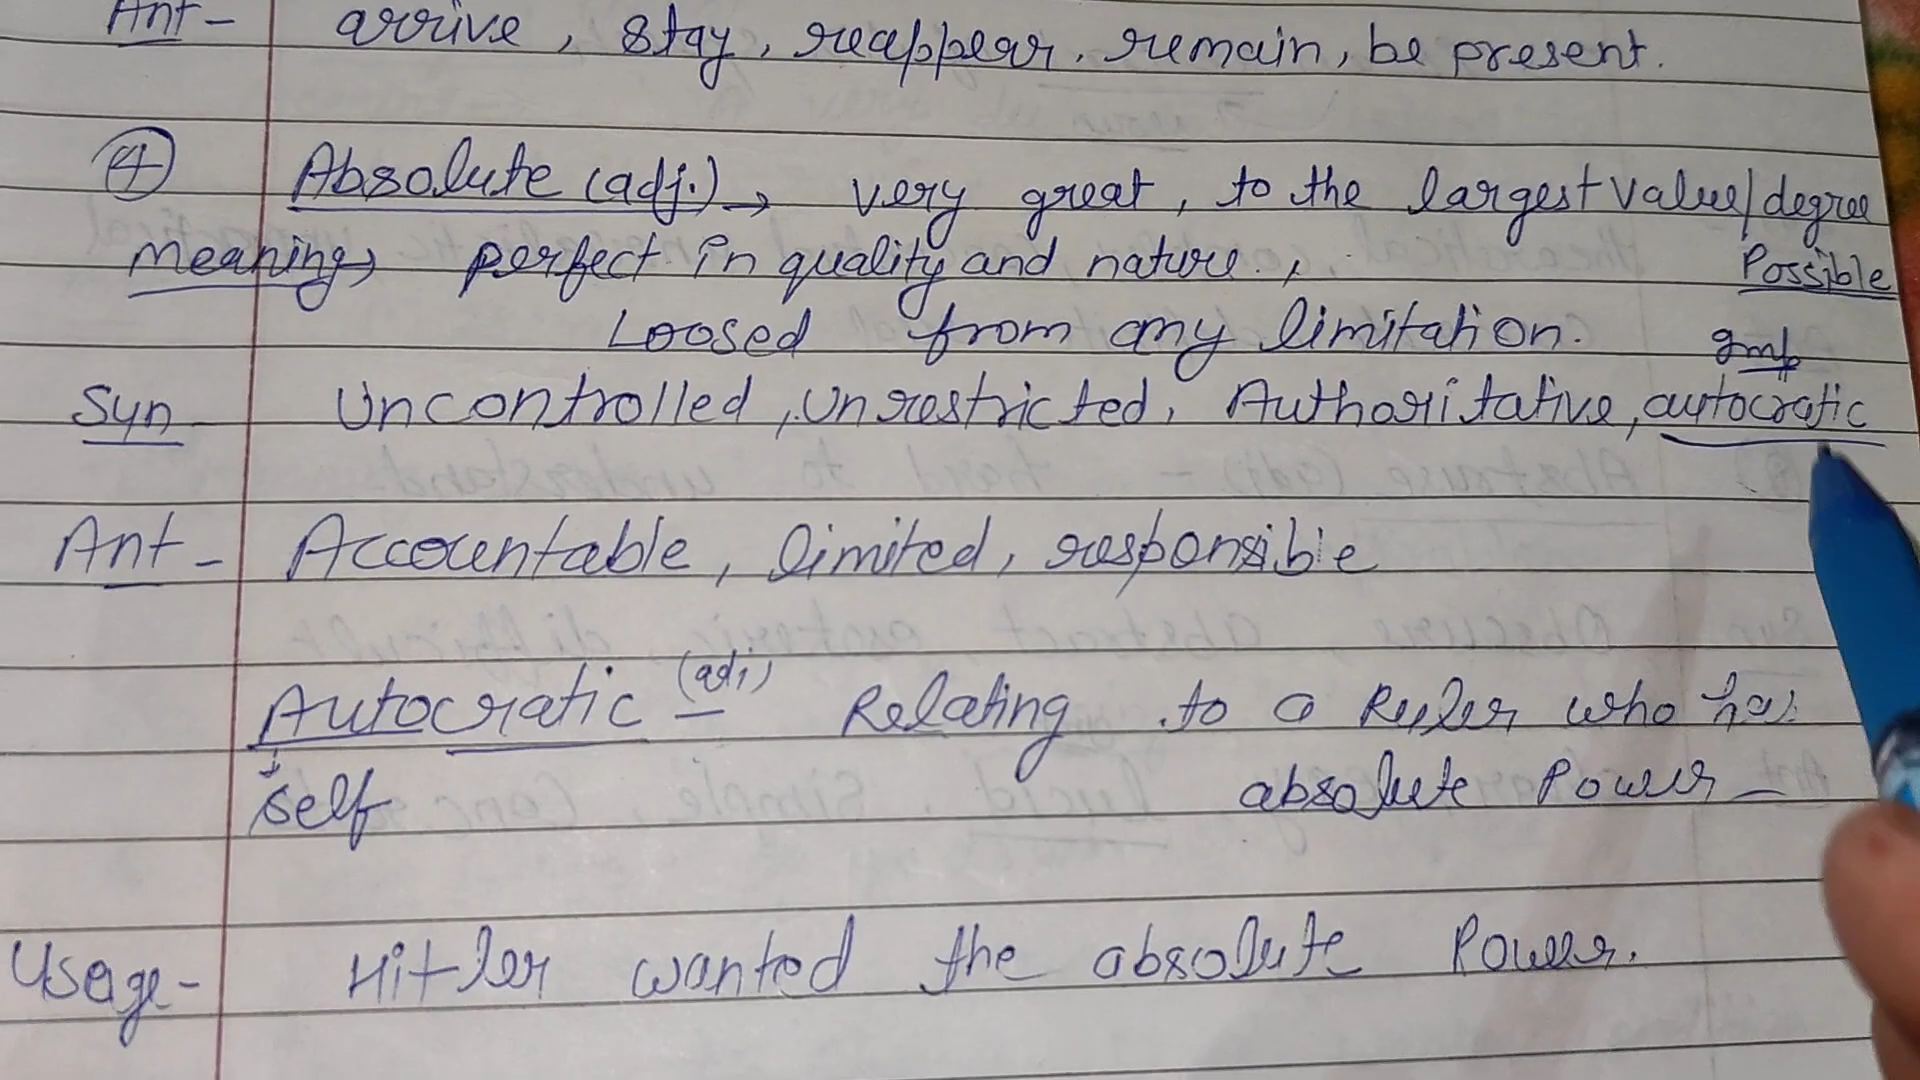 Ant - arrive, stay, reappear, remain, be present.
④ Absolute (adj.) → very great, to the largest value/degree
Possible
meaning → perfect in quality and nature.,
Loosed from any limitation.
Imp
Syn Uncontrolled, Unrestricted, Authoritative, autocratic
Ant - Accountable, limited, responsible
Autocratic (adj) - Relating to a Ruler who has
↓ self absolute Power -
Usage - Hitler wanted the absolute Power.